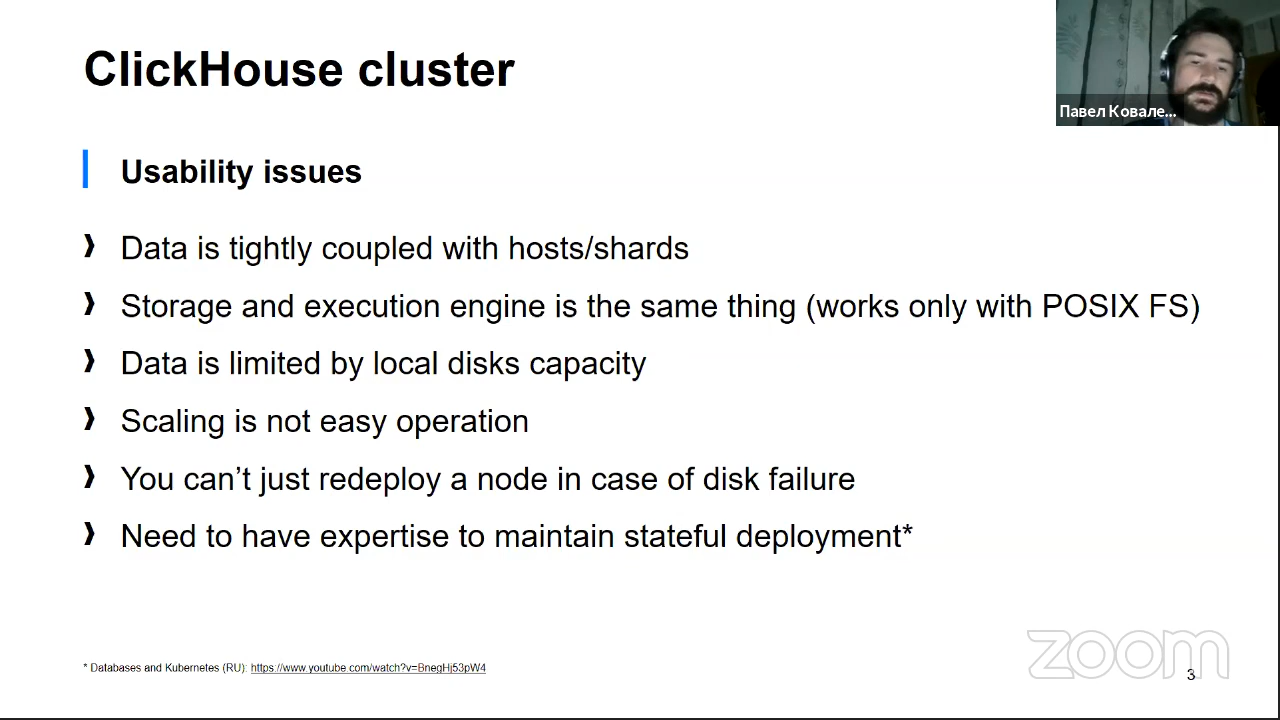 ClickHouse cluster
Павел Ковале...
Usability issues
Data is tightly coupled with hosts/shards
Storage and execution engine is the same thing (works only with POSIX FS)
Data is limited by local disks capacity
Scaling is not easy operation
You can’t just redeploy a node in case of disk failure
Need to have expertise to maintain stateful deployment*
* Databases and Kubernetes (RU): https://www.youtube.com/watch?v=BnegHj53pW4
zoom
3